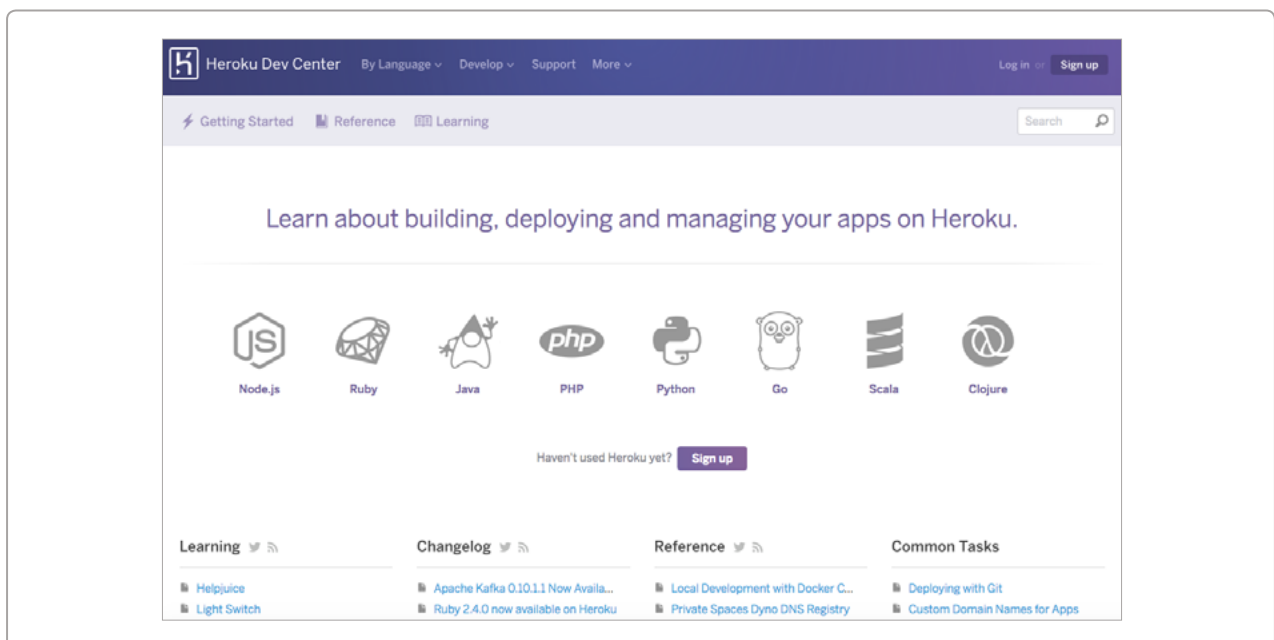 Heroku Dev Center By Language Develop Support More Log in or Sign up
Getting Started Reference Learning Search
Learn about building, deploying and managing your apps on Heroku.
JS php
Node.js Ruby Java PHP Python Go Scala Clojure
Haven't used Heroku yet? Sign up
Learning Changelog Reference Common Tasks
Helpjuice Apache Kafka 0.10.1.1 Now Availa... Local Development with Docker C... Deploying with Git
Light Switch Ruby 2.4.0 now available on Heroku Private Spaces Dyno DNS Registry Custom Domain Names for Apps